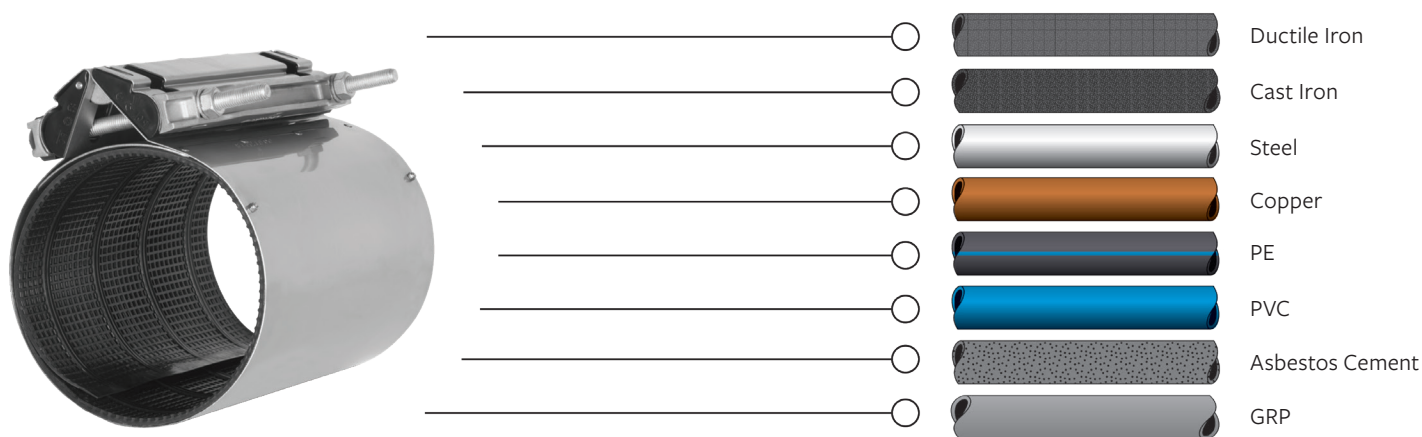 Ductile Iron
Cast Iron
Steel
Copper
PE
PVC
Asbestos Cement
GRP